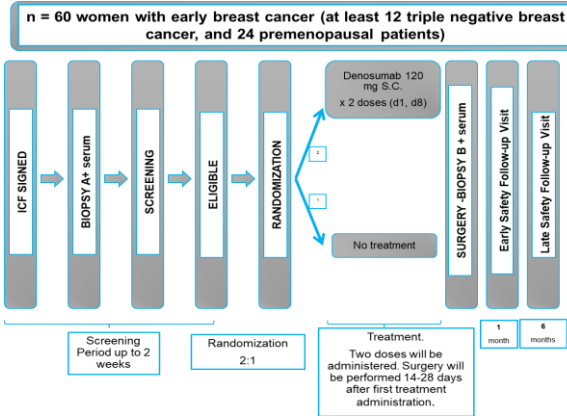 n = 60 women with early breast cancer (at least 12 triple negative breast
cancer, and 24 premenopausal patients)
ICF SIGNED
BIOPSY A+ serum
SCREENING
ELIGIBLE
RANDOMIZATION
Denosumab 120
mg S.C.
x 2 doses (d1, d8)
2
1
No treatment
SURGERY -BIOPSY B + serum
Early Safety Follow-up Visit
Late Safety Follow-up Visit
Screening
Period up to 2
weeks
Randomization
2:1
Treatment.
Two doses will be
administered. Surgery will
be performed 14-28 days
after first treatment
administration.
1
month
6
months